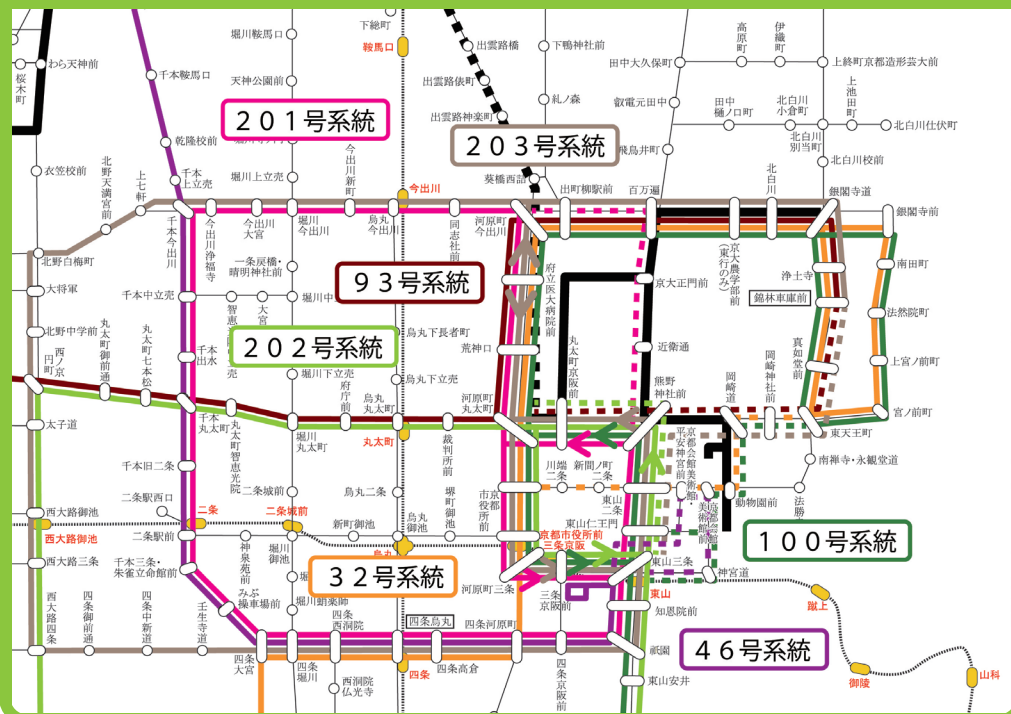 下総町
鞍馬口
堀川鞍馬口
出雲路橋
下鴨神社前
高原町
伊織町
わら天神前
桜木町
千本鞍馬口
天神公園前
出雲路俵町
田中大久保町
上終町京都造形芸大前
糺ノ森
叡電元田中
田中樋ノ口町
北白川小倉町
上池田町
北白川仕伏町
201号系統
出雲路神楽町
203号系統
乾隆校前
飛鳥井町
北白川別当町
北白川校前
衣笠校前
北野天満宮前
上七軒
千本上立売
堀川上立売
今出川新町
今出川
葵橋西詰
出町柳駅前
百万遍
北白川
銀閣寺道
銀閣寺前
千本今出川
今出川浄福寺
今出川大宮
堀川今出川
烏丸今出川
同志社前
河原町今出川
京大農学部前(東行のみ)
北野白梅町
一条戻橋・晴明神社前
府立医大病院前
浄土寺
南田町
大将軍
93号系統
京大正門前
錦林車庫前
千本中立売
堀川中
大宮
法然院町
北野中学前
丸太町御前通
丸太町七本松
202号系統
烏丸下長者町
荒神口
丸太町京阪前
近衛通
真如堂前
岡崎神社前
上宮ノ前町
西ノ京円町
千本出水
堀川下立売
烏丸下立売
熊野神社前
岡崎道
府庁前
烏丸丸太町
河原町丸太町
宮ノ前町
太子道
千本丸太町
丸太町智恵光院
堀川丸太町
丸太町
裁判所前
東天王町
南禅寺・永観堂道
千本旧二条
川端二条
新間ノ町二条
京都会館美術館・平安神宮前
二条駅西口
二条城前
烏丸二条
堺町御池
京都市役所前
東山二条
動物園前
西大路御池
西大路御池
二条
二条城前
新町御池
烏丸御池
東山仁王門
二条駅前
神泉苑前
堀川御池
京都市役所前
三条京阪
100号系統
西大路三条
千本三条・朱雀立命館前
32号系統
河原町三条
三条京阪前
東山三条
東山
神宮道
蹴上
みぶ操車場前
堀川蛸薬師
知恩院前
西大路四条
四条御前通
四条中新道
壬生寺道
四条西洞院
四条烏丸
四条河原町
46号系統
祇園
四条大宮
四条堀川
西洞院仏光寺
四条
四条高倉
四条京阪前
東山安井
御陵
山科